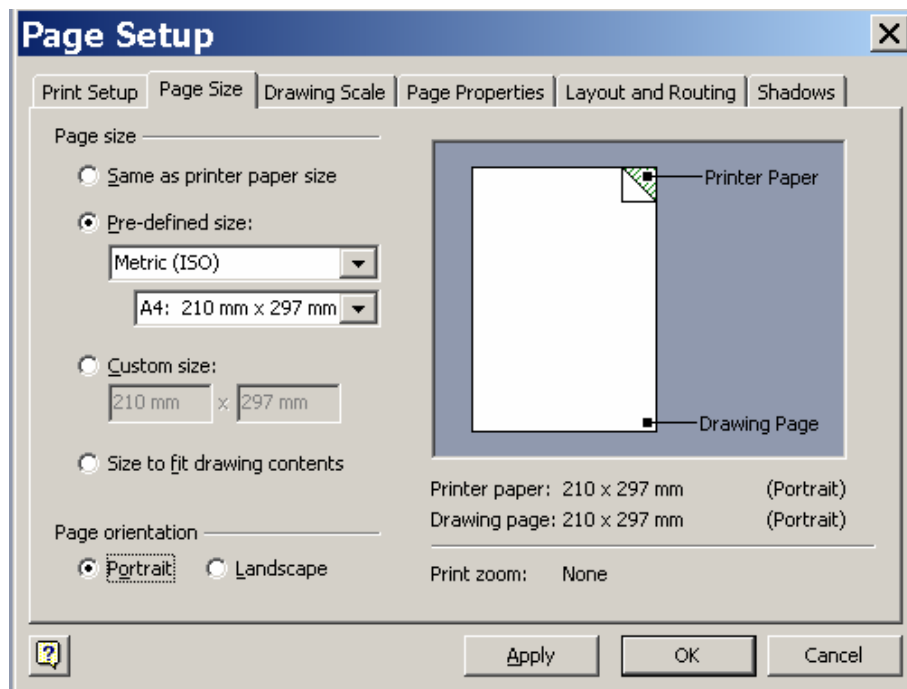 Page Setup
Print Setup Page Size Drawing Scale Page Properties Layout and Routing Shadows
Page size
Same as printer paper size
Pre-defined size:
Metric (ISO)
A4: 210 mm x 297 mm
Custom size:
210 mm x 297 mm
Size to fit drawing contents
Page orientation
Portrait Landscape
Printer Paper
Drawing Page
Printer paper: 210 x 297 mm (Portrait)
Drawing page: 210 x 297 mm (Portrait)
Print zoom: None
? Apply OK Cancel